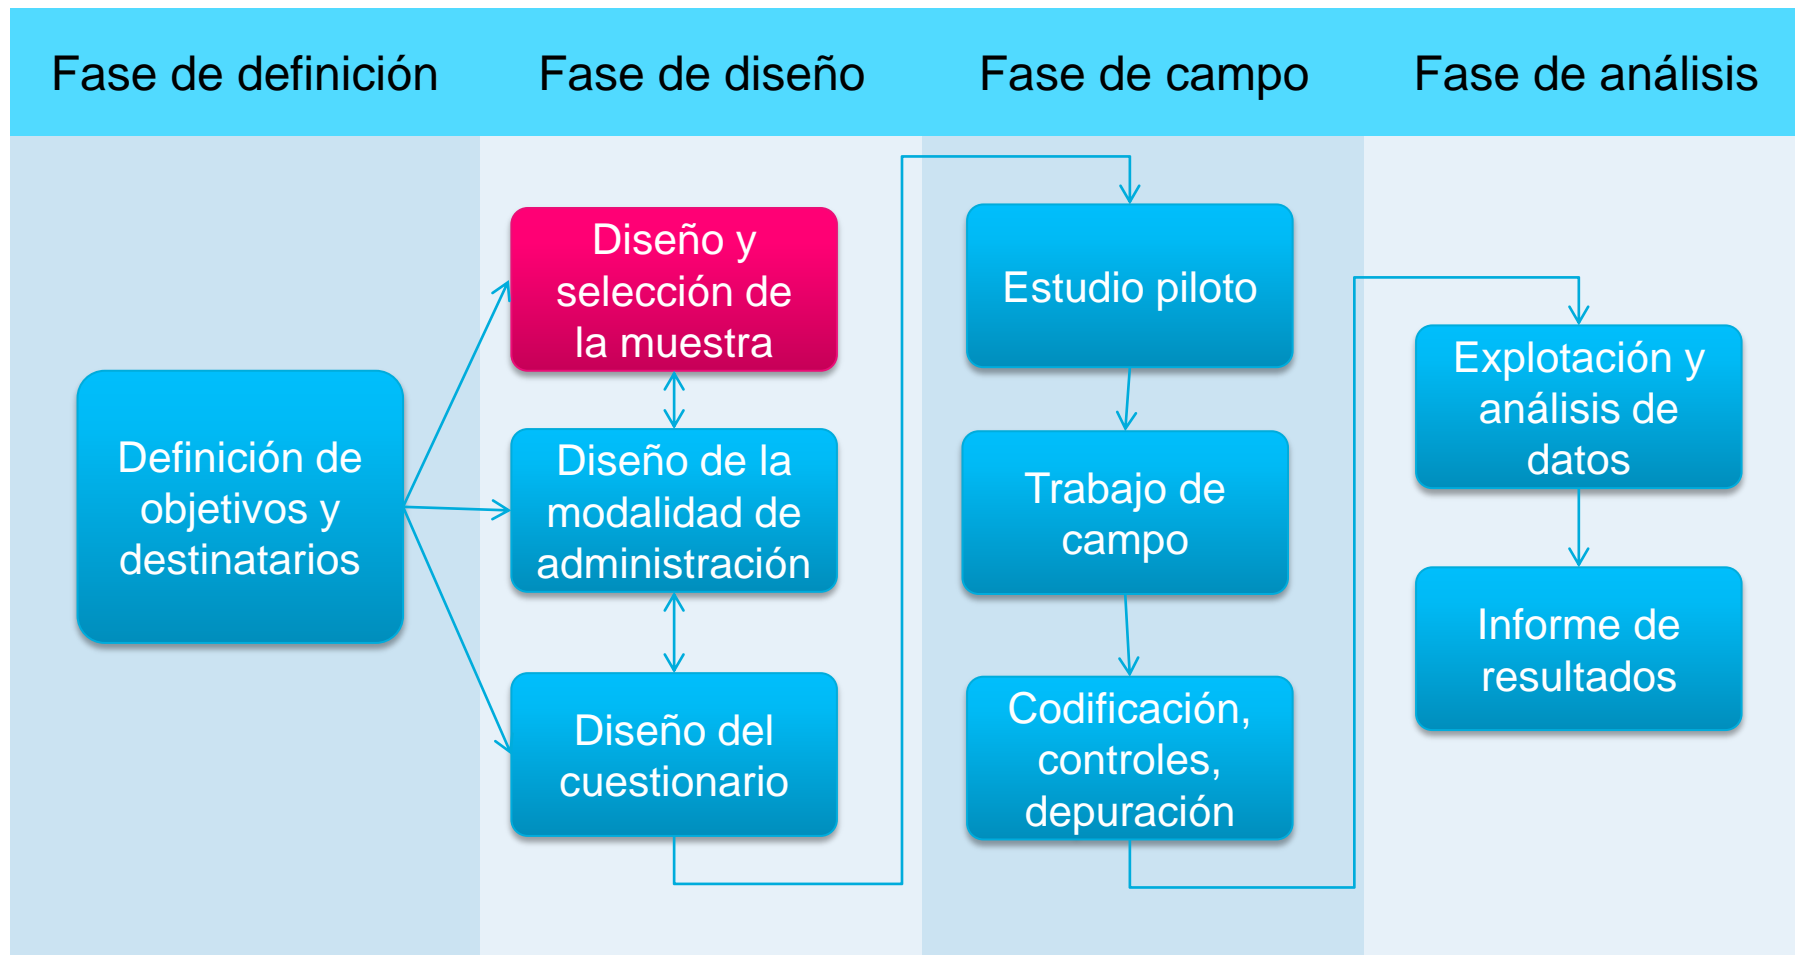 Fase de definición
Fase de diseño
Fase de campo
Fase de análisis
Definición de
objetivos y
destinatarios
Diseño y
selección de
la muestra
Diseño de la
modalidad de
administración
Diseño del
cuestionario
Estudio piloto
Trabajo de
campo
Codificación,
controles,
depuración
Explotación y
análisis de
datos
Informe de
resultados